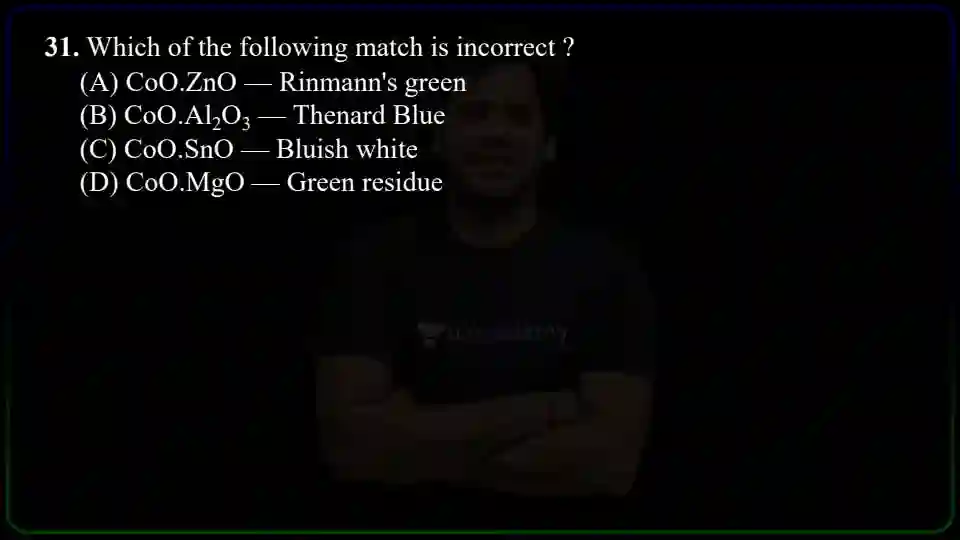 31. Which of the following match is incorrect ?
(A) CoO.ZnO — Rinmann's green
(B) CoO.Al₂O₃ — Thenard Blue
(C) CoO.SnO — Bluish white
(D) CoO.MgO — Green residue